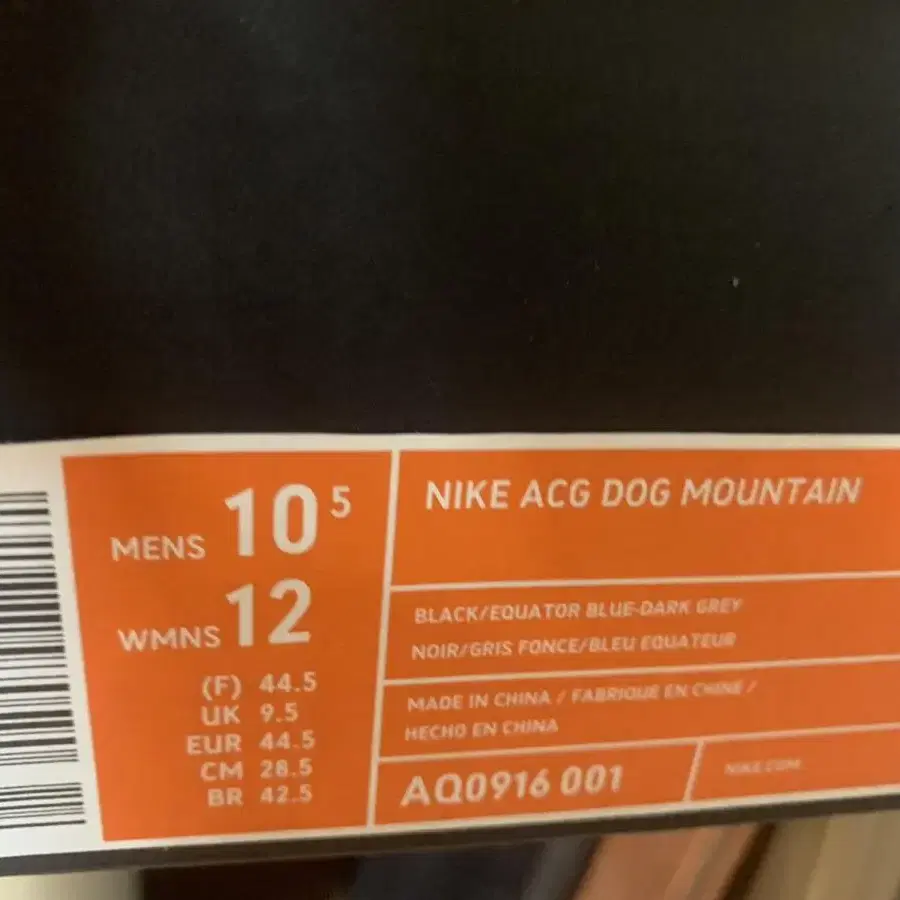 MENS 10 5
WMNS 12
(F) 44.5
UK 9.5
EUR 44.5
CM 28.5
BR 42.5
NIKE ACG DOG MOUNTAIN
BLACK/EQUATOR BLUE-DARK GREY
NOIR/GRIS FONCE/BLEU EQUATEUR
MADE IN CHINA / FABRIQUE EN CHINE /
HECHO EN CHINA
AQ0916 001
NIKE.COM